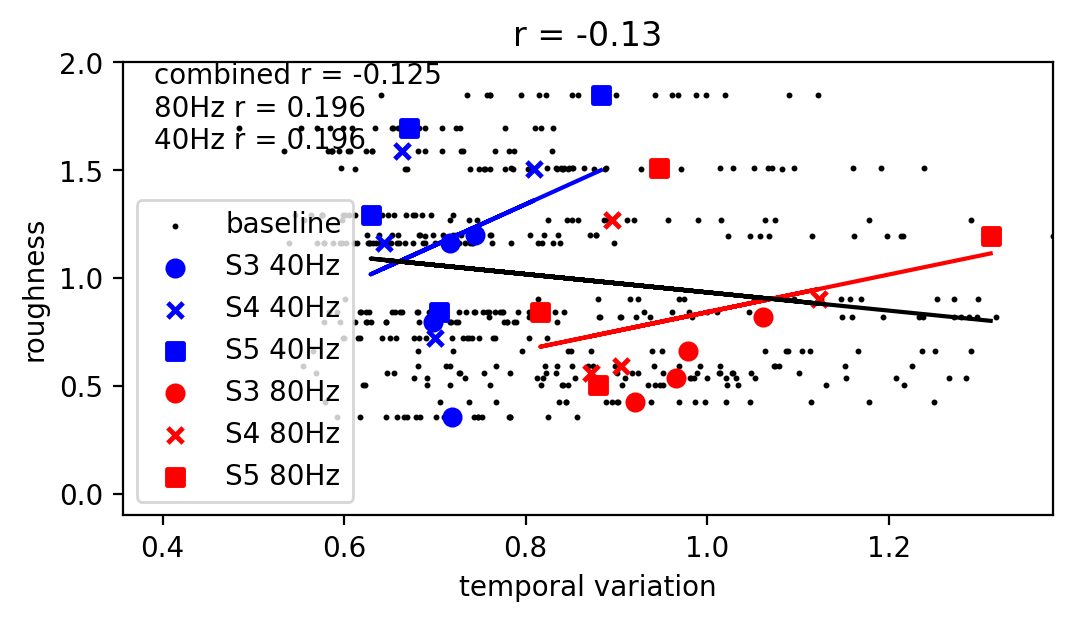 r = -0.13
combined r = -0.125
80Hz r = 0.196
40Hz r = 0.196
baseline
S3 40Hz
S4 40Hz
S5 40Hz
S3 80Hz
S4 80Hz
S5 80Hz
roughness
2.0
1.5
1.0
0.5
0.0
0.4 0.6 0.8 1.0 1.2
temporal variation